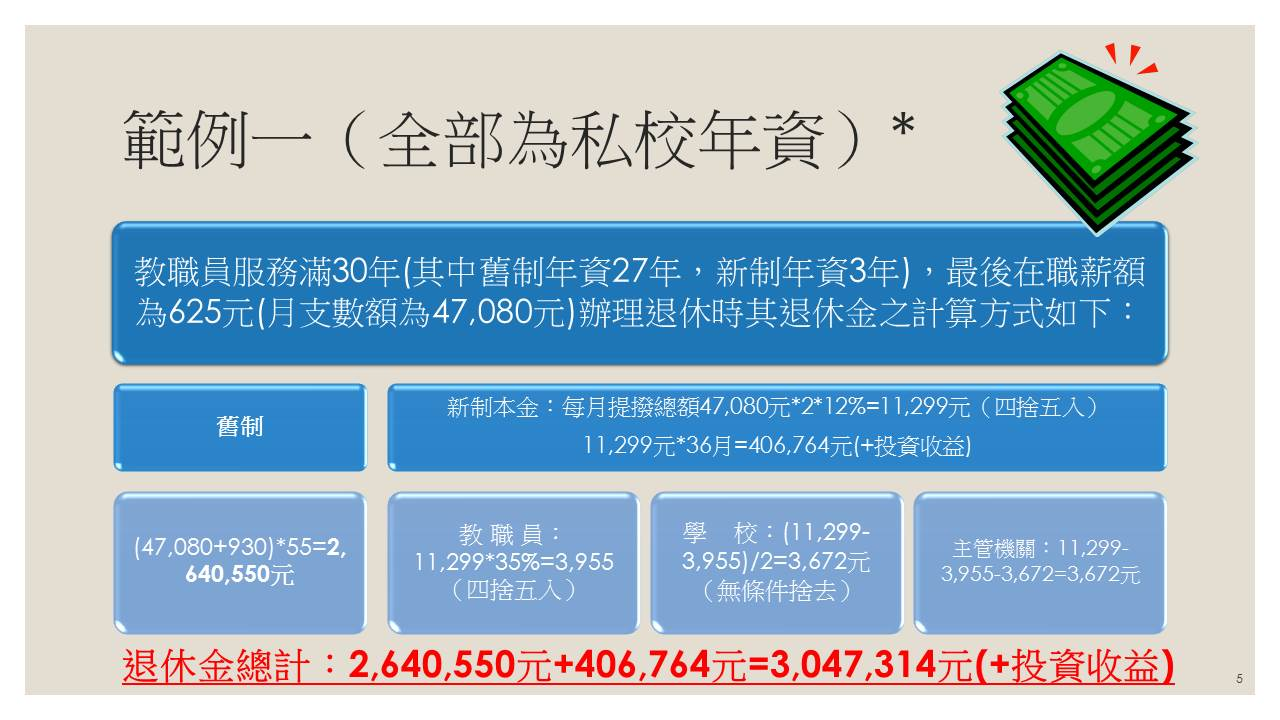 範例一（全部為私校年資）*
教職員服務滿30年(其中舊制年資27年，新制年資3年)，最後在職薪額
為625元(月支數額為47,080元)辦理退休時其退休金之計算方式如下：
舊制
新制本金：每月提撥總額47,080元*2*12%=11,299元（四捨五入）
11,299元*36月=406,764元(+投資收益)
(47,080+930)*55=2,
640,550元
教 職 員：
11,299*35%=3,955
（四捨五入）
學　校：(11,299-
3,955)/2=3,672元
（無條件捨去）
主管機關：11,299-
3,955-3,672=3,672元
退休金總計：2,640,550元+406,764元=3,047,314元(+投資收益)
5